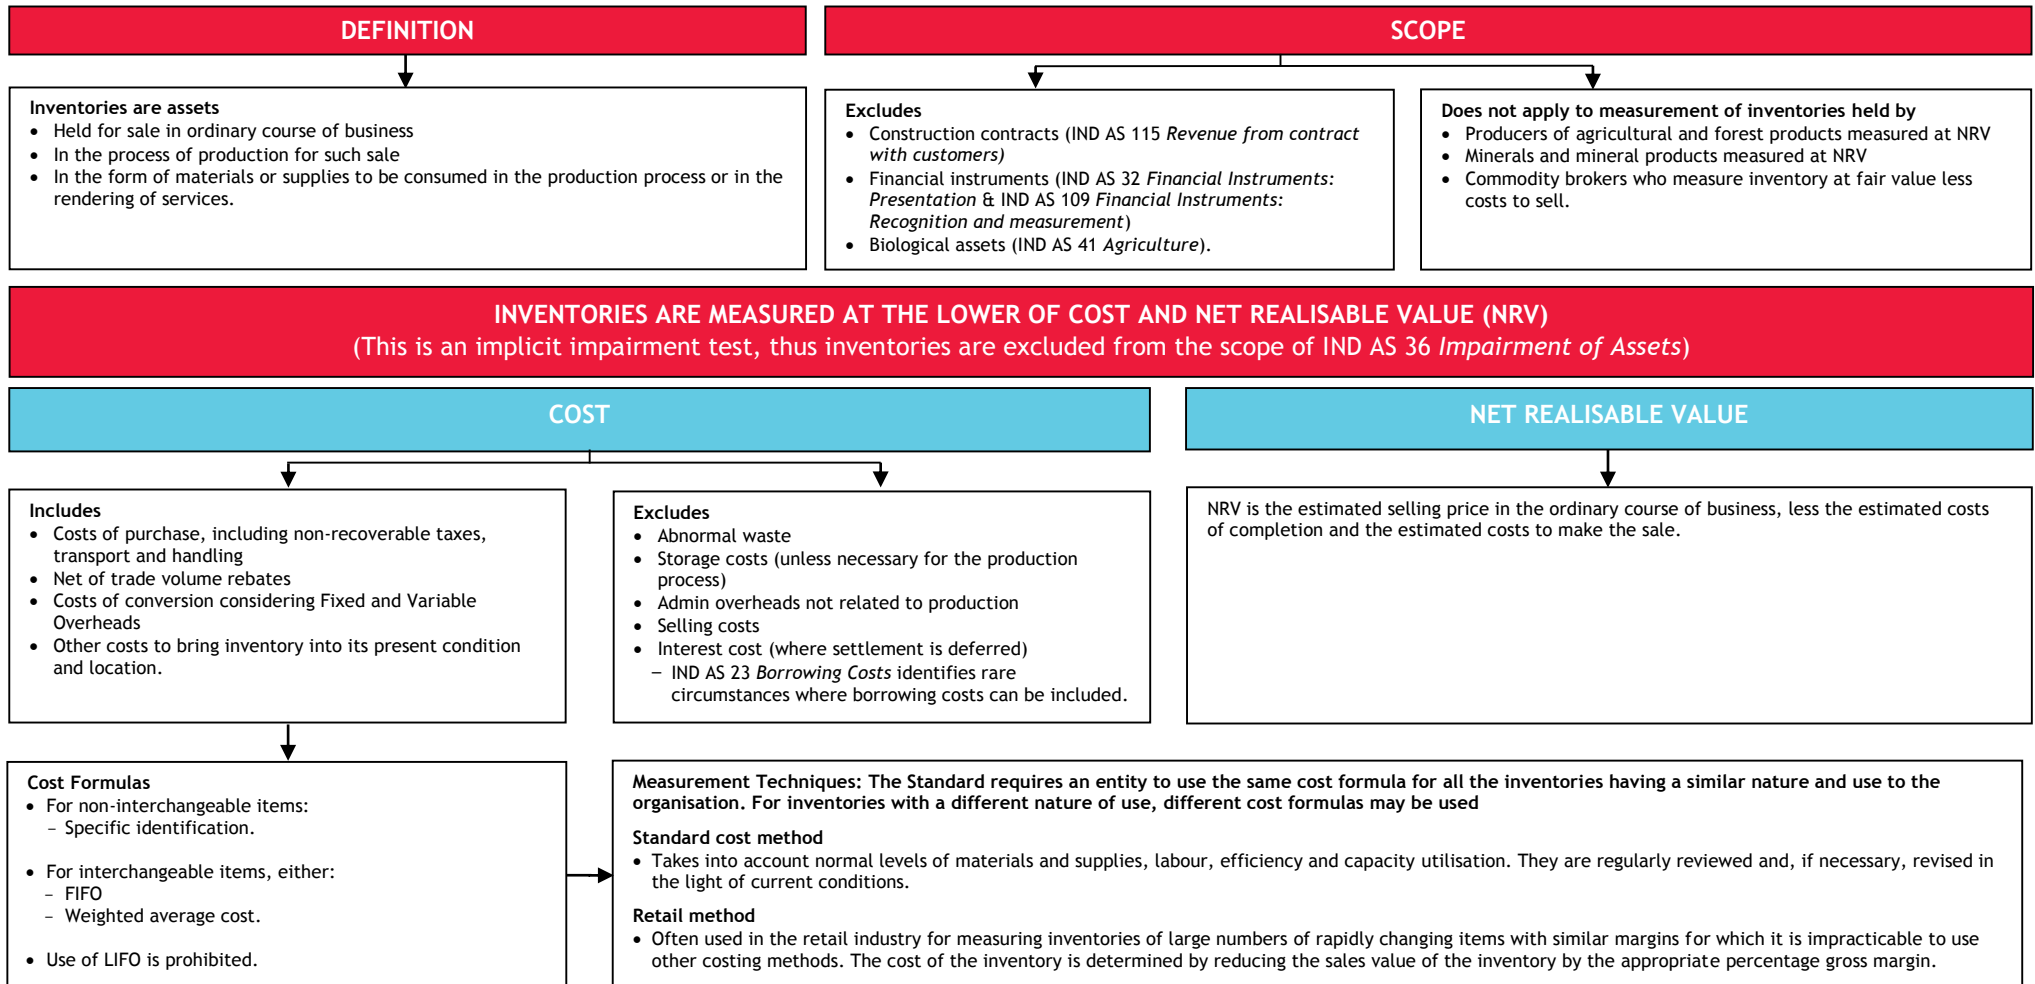 DEFINITION
SCOPE
Inventories are assets
• Held for sale in ordinary course of business
• In the process of production for such sale
• In the form of materials or supplies to be consumed in the production process or in the
rendering of services.
Excludes
• Construction contracts (IND AS 115 Revenue from contract
with customers)
• Financial instruments (IND AS 32 Financial Instruments:
Presentation & IND AS 109 Financial Instruments:
Recognition and measurement)
• Biological assets (IND AS 41 Agriculture).
Does not apply to measurement of inventories held by
• Producers of agricultural and forest products measured at NRV
• Minerals and mineral products measured at NRV
• Commodity brokers who measure inventory at fair value less
costs to sell.
INVENTORIES ARE MEASURED AT THE LOWER OF COST AND NET REALISABLE VALUE (NRV)
(This is an implicit impairment test, thus inventories are excluded from the scope of IND AS 36 Impairment of Assets)
COST
NET REALISABLE VALUE
Includes
• Costs of purchase, including non-recoverable taxes,
transport and handling
• Net of trade volume rebates
• Costs of conversion considering Fixed and Variable
Overheads
• Other costs to bring inventory into its present condition
and location.
Excludes
• Abnormal waste
• Storage costs (unless necessary for the production
process)
• Admin overheads not related to production
• Selling costs
• Interest cost (where settlement is deferred)
– IND AS 23 Borrowing Costs identifies rare
circumstances where borrowing costs can be included.
NRV is the estimated selling price in the ordinary course of business, less the estimated costs
of completion and the estimated costs to make the sale.
Cost Formulas
• For non-interchangeable items:
– Specific identification.
• For interchangeable items, either:
– FIFO
– Weighted average cost.
• Use of LIFO is prohibited.
Measurement Techniques: The Standard requires an entity to use the same cost formula for all the inventories having a similar nature and use to the
organisation. For inventories with a different nature of use, different cost formulas may be used
Standard cost method
• Takes into account normal levels of materials and supplies, labour, efficiency and capacity utilisation. They are regularly reviewed and, if necessary, revised in
the light of current conditions.
Retail method
• Often used in the retail industry for measuring inventories of large numbers of rapidly changing items with similar margins for which it is impracticable to use
other costing methods. The cost of the inventory is determined by reducing the sales value of the inventory by the appropriate percentage gross margin.